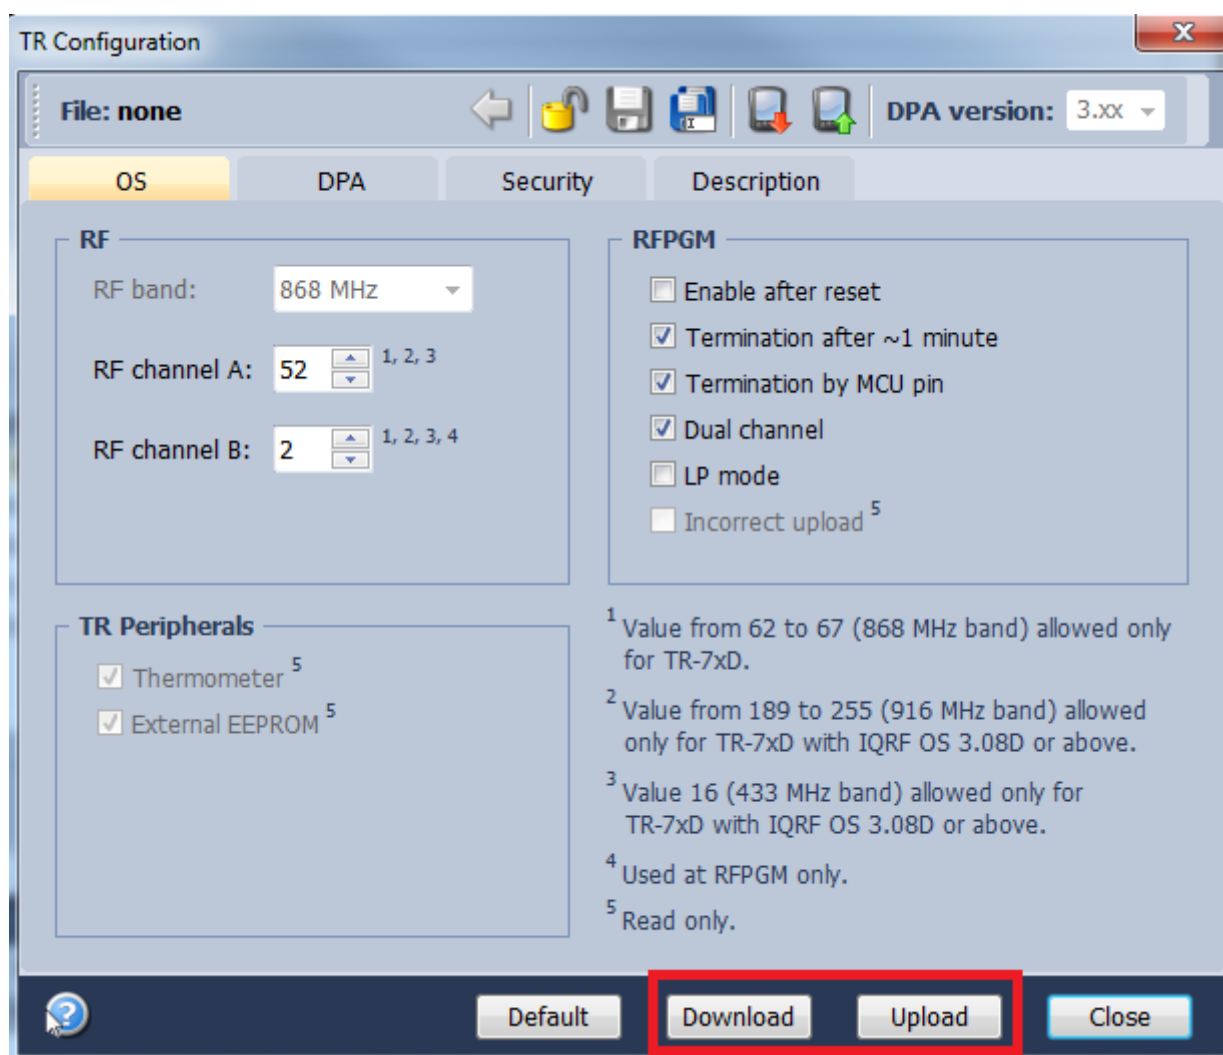 TR Configuration
File: none
DPA version: 3.xx
OS DPA Security Description
RF
RF band: 868 MHz
RF channel A: 52 1, 2, 3
RF channel B: 2 1, 2, 3, 4
RFPGM
Enable after reset
Termination after ~1 minute
Termination by MCU pin
Dual channel
LP mode
Incorrect upload 5
TR Peripherals
Thermometer 5
External EEPROM 5
1 Value from 62 to 67 (868 MHz band) allowed only
for TR-7xD.
2 Value from 189 to 255 (916 MHz band) allowed
only for TR-7xD with IQRF OS 3.08D or above.
3 Value 16 (433 MHz band) allowed only for
TR-7xD with IQRF OS 3.08D or above.
4 Used at RFPGM only.
5 Read only.
Default Download Upload Close